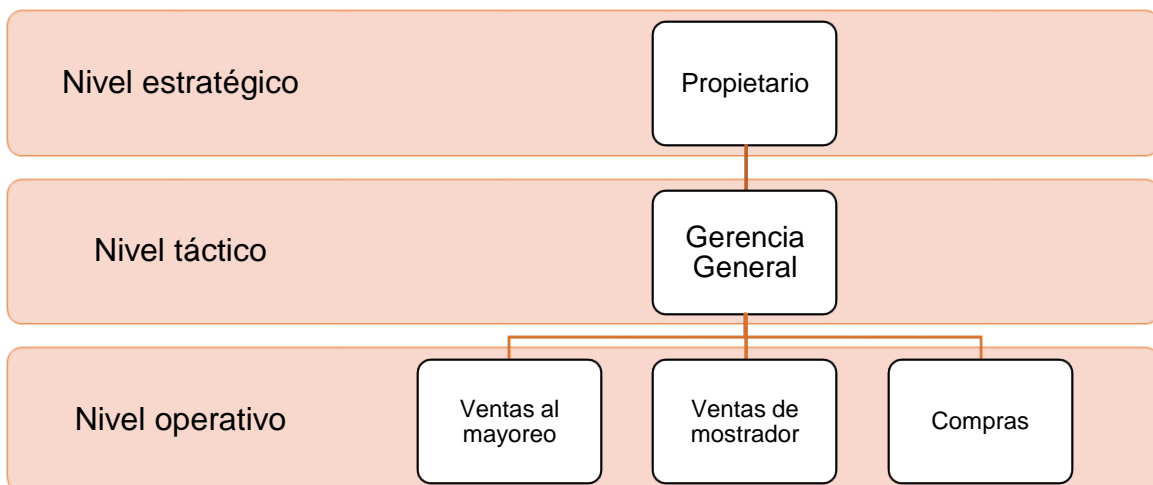 Nivel estratégico
Propietario
Nivel táctico
Gerencia
General
Nivel operativo
Ventas al
mayoreo
Ventas de
mostrador
Compras